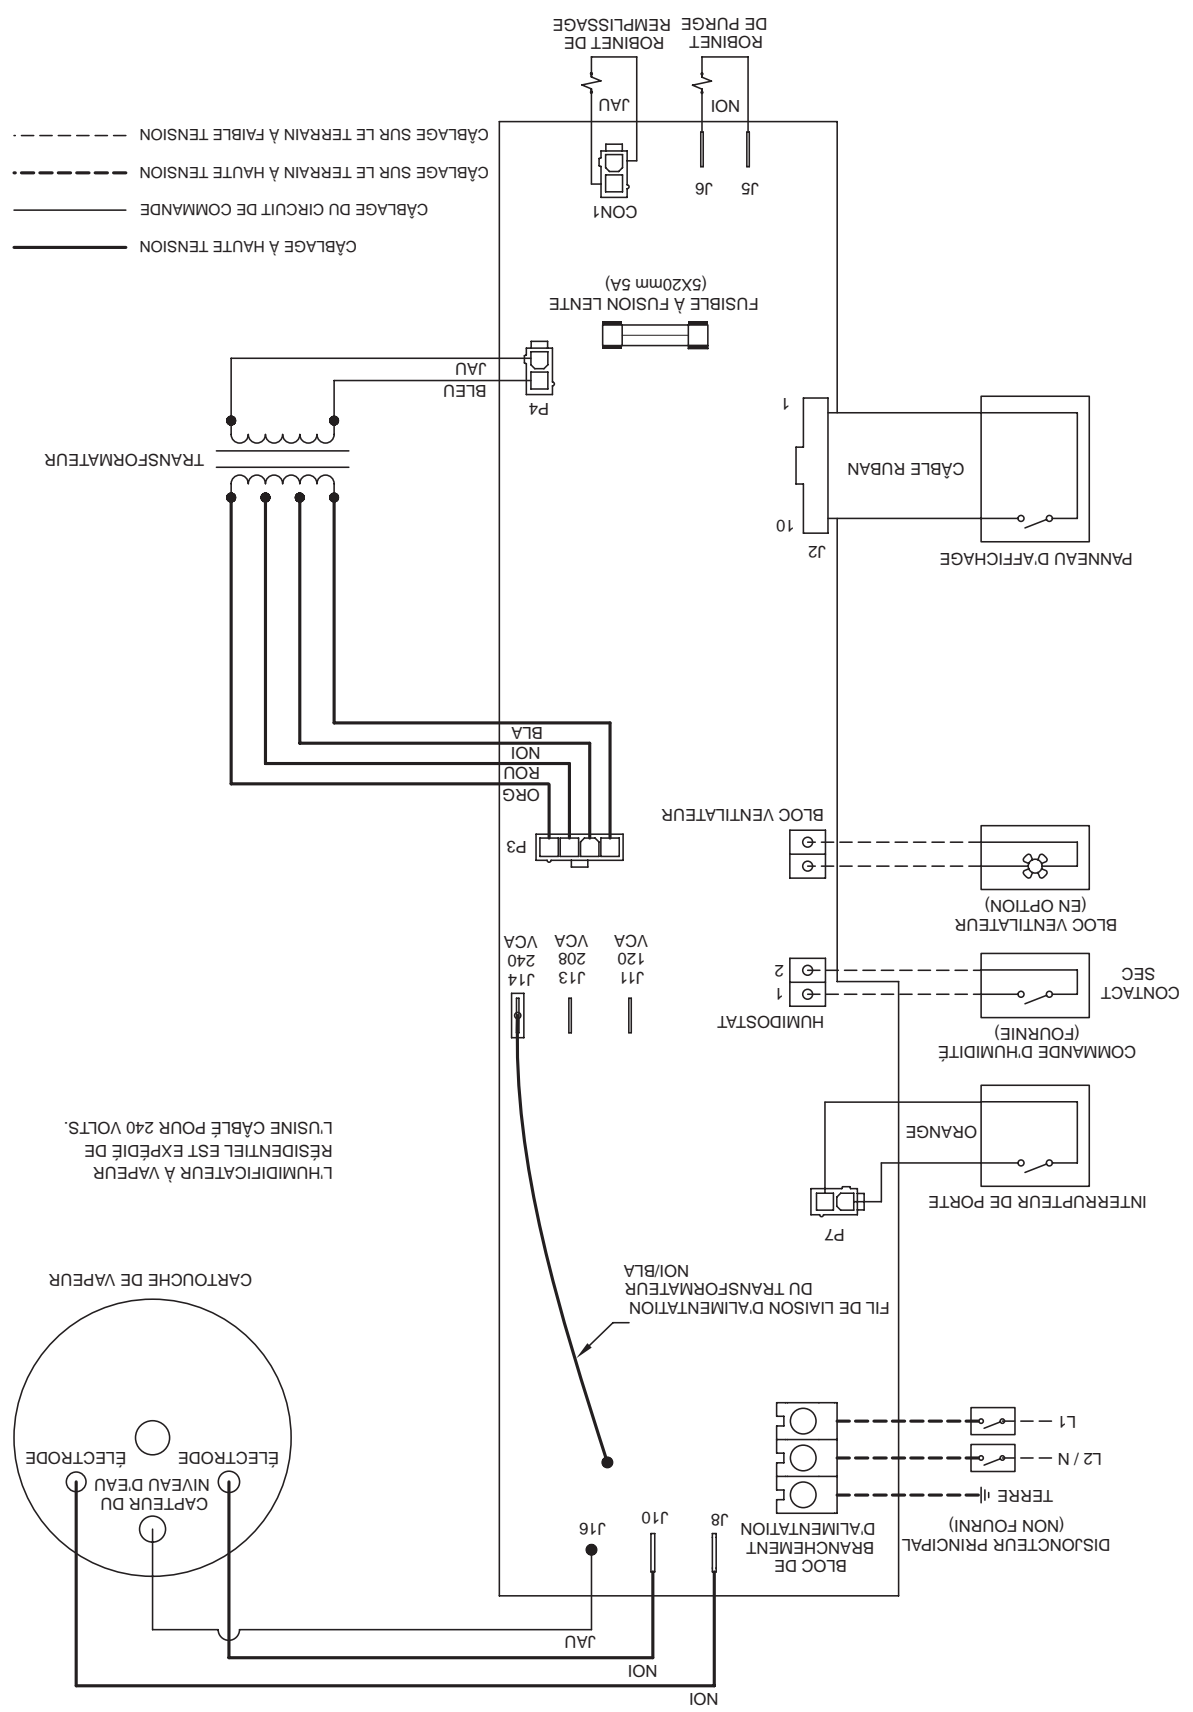 NOI
NOI
JAU
DISJONCTEUR PRINCIPAL
(NON FOURNI)
TERRE
L2 / N
L1
BLOC DE
BRANCHEMENT
D'ALIMENTATION
J8
J10
J16
CAPTEUR DU
NIVEAU D'EAU
ÉLECTRODE
ÉLECTRODE
CARTOUCHE DE VAPEUR
FIL DE LIAISON D'ALIMENTATION
DU TRANSFORMATEUR
NOI/BLA
INTERRUPTEUR DE PORTE
P7
ORANGE
L'HUMIDIFICATEUR À VAPEUR
RÉSIDENTIEL EST EXPÉDIÉ DE
L'USINE CÂBLÉ POUR 240 VOLTS.
COMMANDE D'HUMIDITÉ
(FOURNIE)
CONTACT
SEC
HUMIDOSTAT
1
2
J11
120
VCA
J13
208
VCA
J14
240
VCA
BLOC VENTILATEUR
(EN OPTION)
BLOC VENTILATEUR
P3
ORG
ROU
NOI
BLA
PANNEAU D'AFFICHAGE
J2
10
CÂBLE RUBAN
1
TRANSFORMATEUR
P4
BLEU
JAU
FUSIBLE À FUSION LENTE
(5X20mm 5A)
CÂBLAGE À HAUTE TENSION
CÂBLAGE DU CIRCUIT DE COMMANDE
CÂBLAGE SUR LE TERRAIN À HAUTE TENSION
CÂBLAGE SUR LE TERRAIN À FAIBLE TENSION
J5
J6
CON1
NOI
JAU
ROBINET
DE PURGE
ROBINET DE
REMPLISSAGE